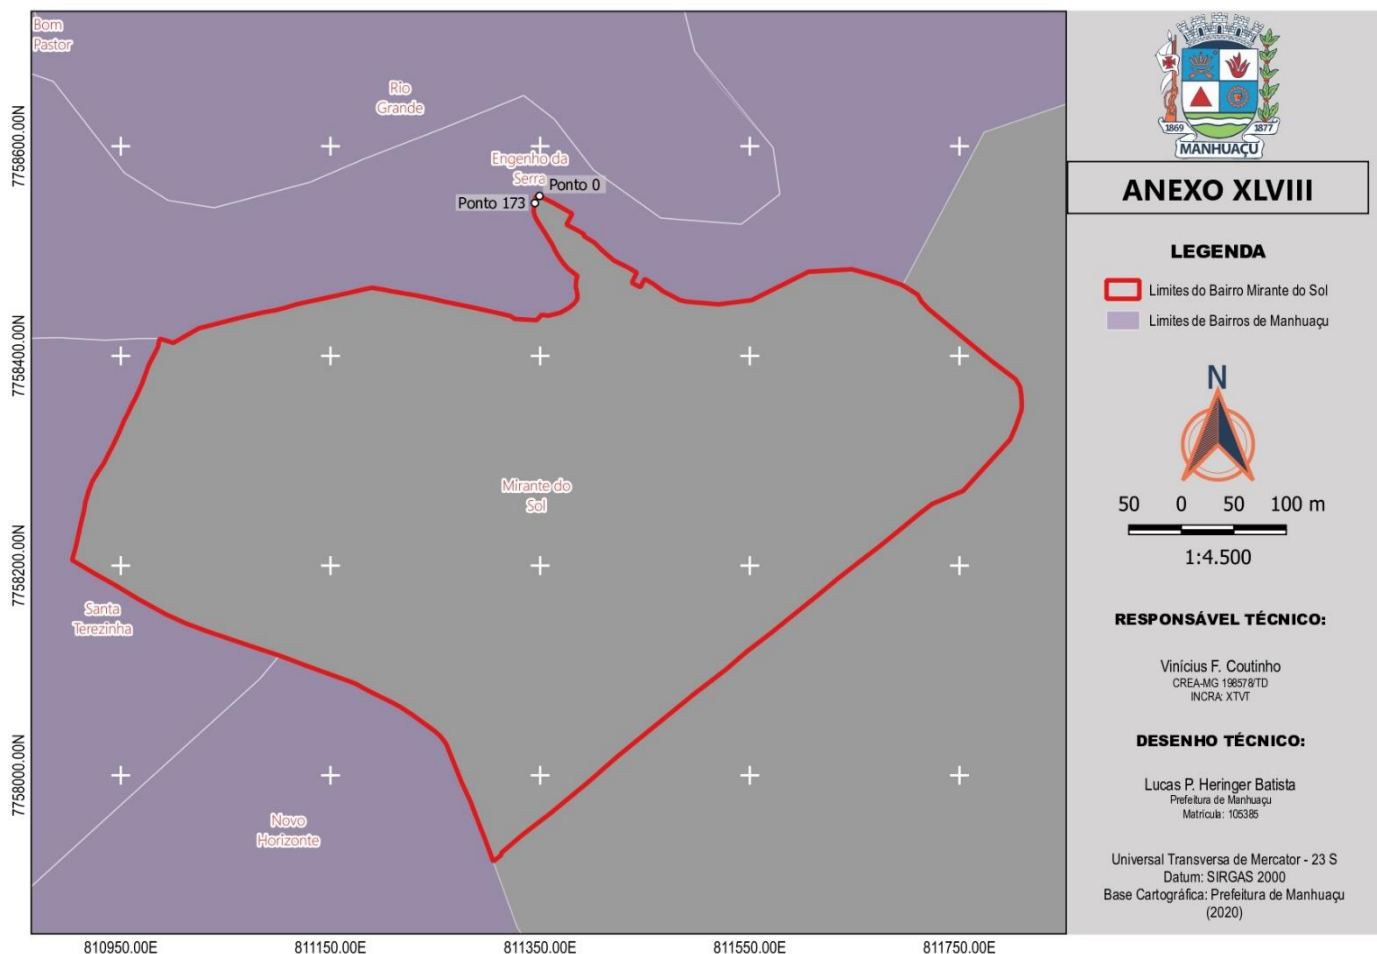 Bom
Pastor
Rio
Grande
Engenho da
Serra
Ponto 0
Ponto 173
Mirante do
Sol
Santa
Terezinha
Novo
Horizonte
7758600.00N
7758400.00N
7758200.00N
7758000.00N
810950.00E
811150.00E
811350.00E
811550.00E
811750.00E
1869
1877
MANHUAÇU
ANEXO XLVIII
LEGENDA
Limites do Bairro Mirante do Sol
Limites de Bairros de Manhuaçu
N
50 0 50 100 m
1:4.500
RESPONSÁVEL TÉCNICO:
Vinícius F. Coutinho
CREA-MG 198578/TD
INCRA: XTVT
DESENHO TÉCNICO:
Lucas P. Heringer Batista
Prefeitura de Manhuaçu
Matrícula: 105385
Universal Transversa de Mercator - 23 S
Datum: SIRGAS 2000
Base Cartográfica: Prefeitura de Manhuaçu
(2020)